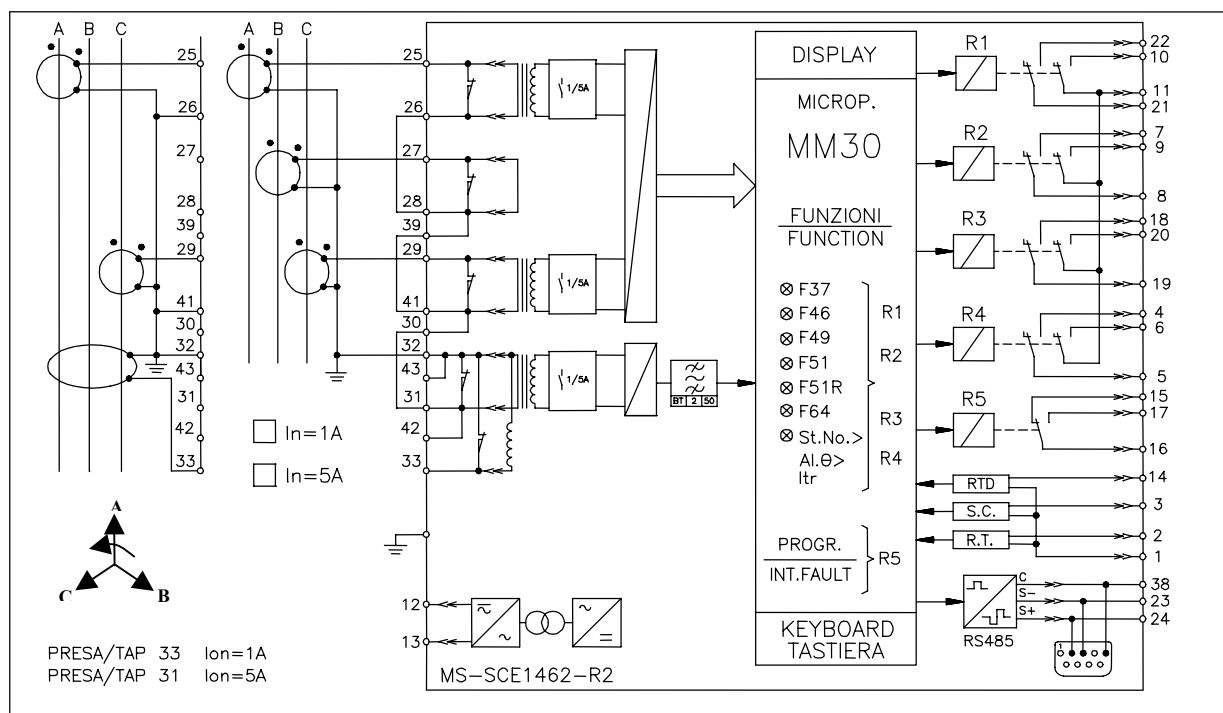 A B C
A B C
25
26
27
28
39
29
41
30
32
43
31
42
33
25
26
27
28
39
29
41
30
32
43
31
42
33
12
13
In=1A
In=5A
A
C
B
PRESA/TAP 33 Ion=1A
PRESA/TAP 31 Ion=5A
1/5A
1/5A
1/5A
BT 2 50
MS-SCE1462-R2
DISPLAY
MICROP.
MM30
FUNZIONI
FUNCTION
F37
F46
F49
F51
F51R
F64
St.No.>
Al.θ>
Itr
R1
R2
R3
R4
PROGR.
INT.FAULT
R5
KEYBOARD
TASTIERA
R1
R2
R3
R4
R5
RTD
S.C.
R.T.
RS485
C
S-
S+
1
22
10
11
21
7
9
8
18
20
19
4
6
5
15
17
16
14
3
2
1
38
23
24